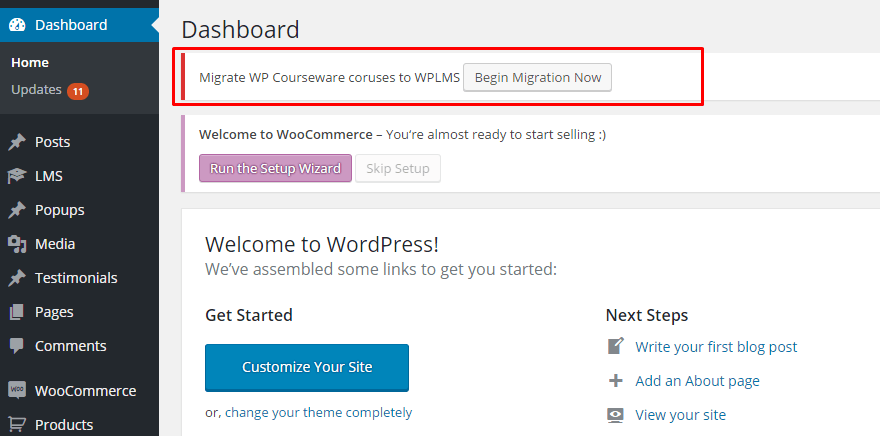 Dashboard
Home
Updates 11
Posts
LMS
Popups
Media
Testimonials
Pages
Comments
WOO WooCommerce
Products
Dashboard
Migrate WP Courseware coruses to WPLMS Begin Migration Now
Welcome to WooCommerce – You're almost ready to start selling :)
Run the Setup Wizard Skip Setup
Welcome to WordPress!
We've assembled some links to get you started:
Get Started
Customize Your Site
or, change your theme completely
Next Steps
Write your first blog post
Add an About page
View your site